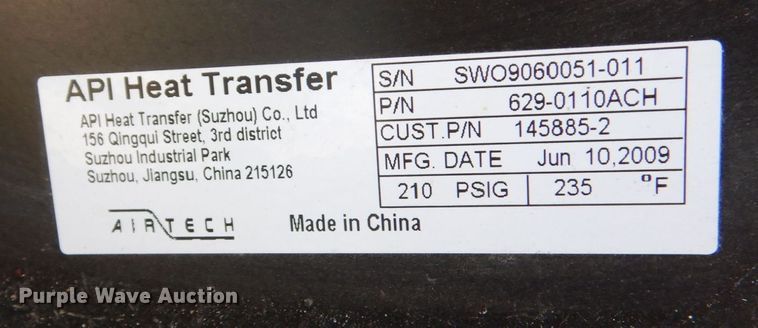 API Heat Transfer
API Heat Transfer (Suzhou) Co., Ltd
156 Qingqui Street, 3rd district
Suzhou Industrial Park
Suzhou, Jiangsu, China 215126
AIRTECH
Made in China
S/N SWO9060051-011
P/N 629-0110ACH
CUST.P/N 145885-2
MFG. DATE Jun 10,2009
210 PSIG 235 °F
Purple Wave Auction